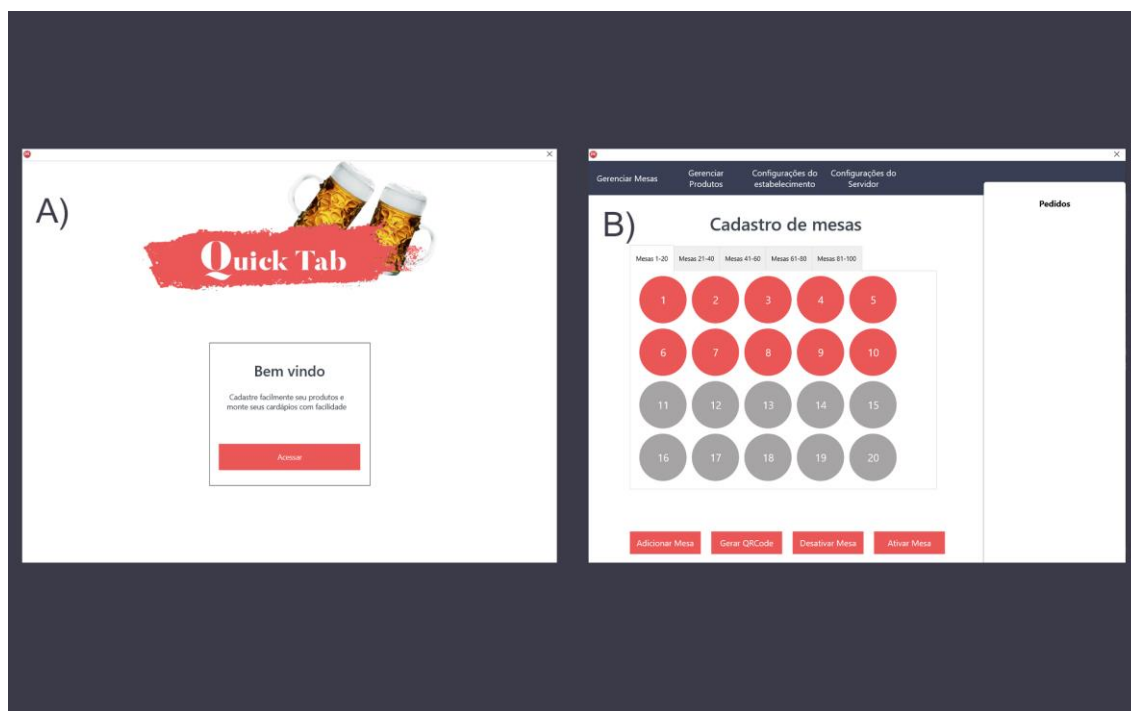 A)
Quick Tab
Bem vindo
Cadastre facilmente seu produtos e
monte seus cardápios com facilidade
Acessar
Gerenciar Mesas
Gerenciar
Produtos
Configurações do
estabelecimento
Configurações do
Servidor
Pedidos
B)
Cadastro de mesas
Mesas 1-20 Mesas 21-40 Mesas 41-60 Mesas 61-80 Mesas 81-100
1 2 3 4 5
6 7 8 9 10
11 12 13 14 15
16 17 18 19 20
Adicionar Mesa Gerar QRCode Desativar Mesa Ativar Mesa